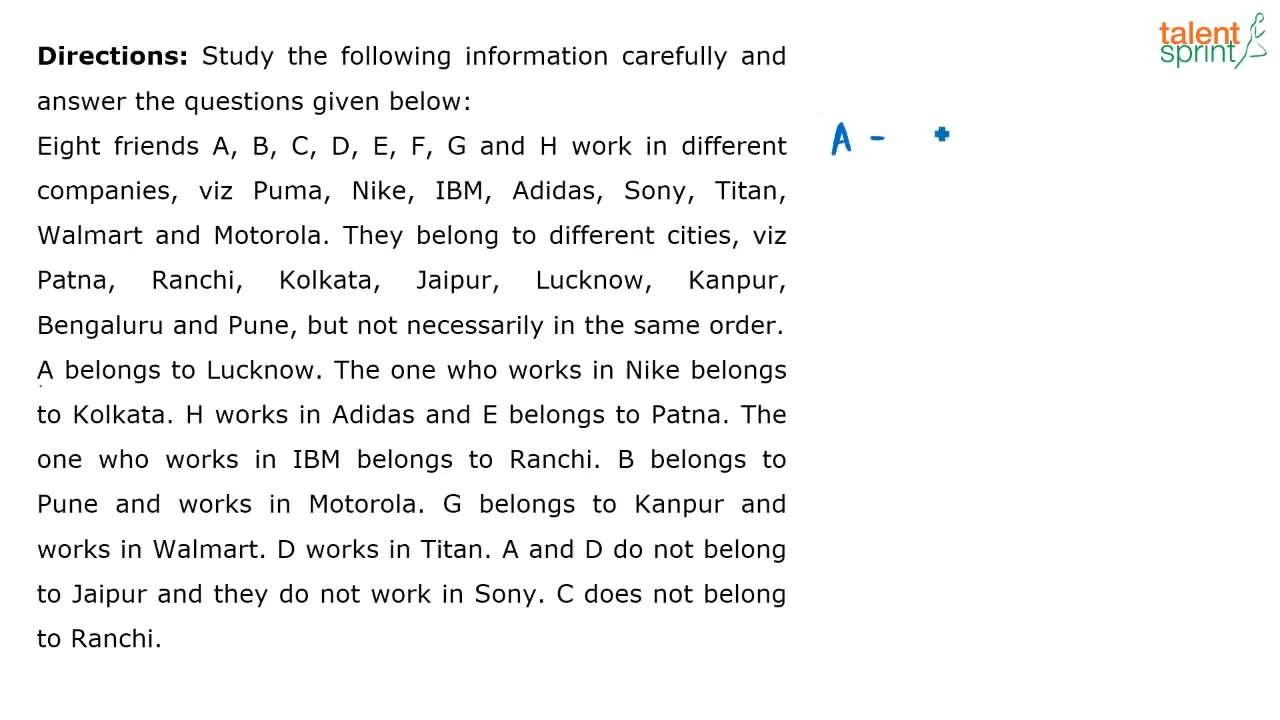 talent
sprint
Directions: Study the following information carefully and
answer the questions given below:
Eight friends A, B, C, D, E, F, G and H work in different
companies, viz Puma, Nike, IBM, Adidas, Sony, Titan,
Walmart and Motorola. They belong to different cities, viz
Patna, Ranchi, Kolkata, Jaipur, Lucknow, Kanpur,
Bengaluru and Pune, but not necessarily in the same order.
A belongs to Lucknow. The one who works in Nike belongs
to Kolkata. H works in Adidas and E belongs to Patna. The
one who works in IBM belongs to Ranchi. B belongs to
Pune and works in Motorola. G belongs to Kanpur and
works in Walmart. D works in Titan. A and D do not belong
to Jaipur and they do not work in Sony. C does not belong
to Ranchi.
A -